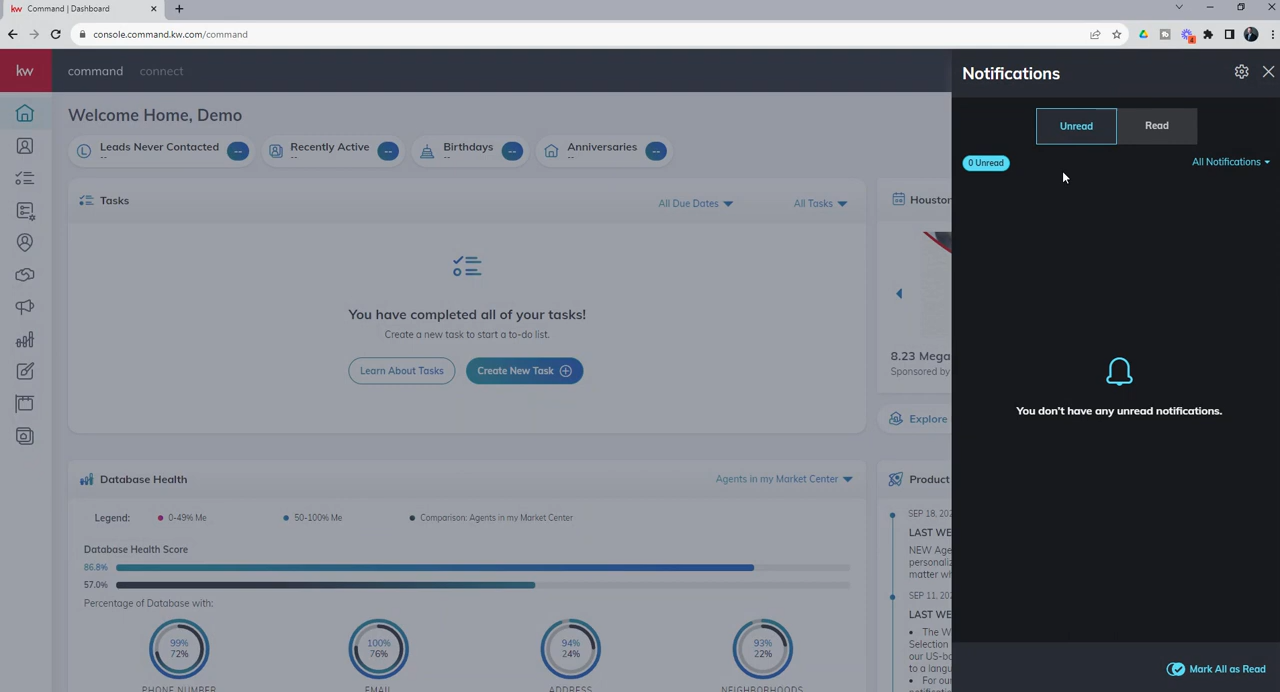 kw Command | Dashboard
console.command.kw.com/command
4
kw command connect
Welcome Home, Demo
Leads Never Contacted -- --
Recently Active -- --
Birthdays -- --
Anniversaries -- --
Tasks All Due Dates All Tasks
You have completed all of your tasks!
Create a new task to start a to-do list.
Learn About Tasks Create New Task
Database Health Agents in my Market Center
Legend: 0-49% Me 50-100% Me Comparison: Agents in my Market Center
Database Health Score
86.8%
57.0%
Percentage of Database with:
99% 100% 94% 93%
72% 76% 24% 22%
PHONE NUMBER EMAIL ADDRESS NEIGHBORHOODS
Houston
8.23 Mega
Sponsored by
Explore
Product
SEP 18, 202
LAST WE
NEW Age
personaliz
matter wh
SEP 11, 202
LAST WE
• The W
Selection
our US-bo
to a langu
• For our
notificatio
Notifications
Unread Read
0 Unread All Notifications
You don't have any unread notifications.
Mark All as Read